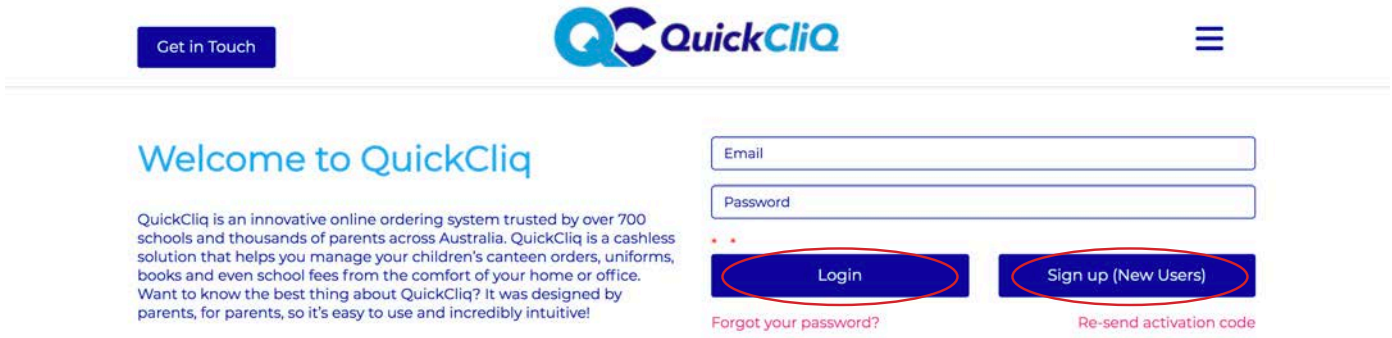 Get in Touch
QC QuickCliQ
Welcome to QuickCliq
QuickCliq is an innovative online ordering system trusted by over 700
schools and thousands of parents across Australia. QuickCliq is a cashless
solution that helps you manage your children's canteen orders, uniforms,
books and even school fees from the comfort of your home or office.
Want to know the best thing about QuickCliq? It was designed by
parents, for parents, so it's easy to use and incredibly intuitive!
Email
Password
* *
Login
Sign up (New Users)
Forgot your password?
Re-send activation code